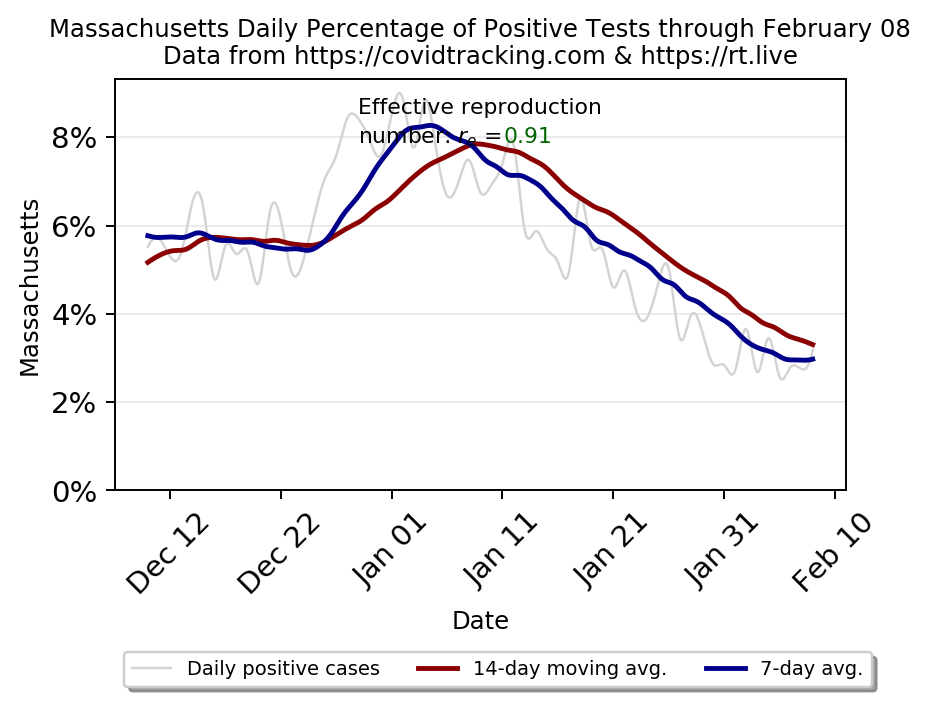 Massachusetts Daily Percentage of Positive Tests through February 08
Data from https://covidtracking.com & https://rt.live
Effective reproduction
number: rₑ =0.91
8%
6%
4%
2%
0%
Massachusetts
Dec 12
Dec 22
Jan 01
Jan 11
Jan 21
Jan 31
Feb 10
Date
Daily positive cases
14-day moving avg.
7-day avg.